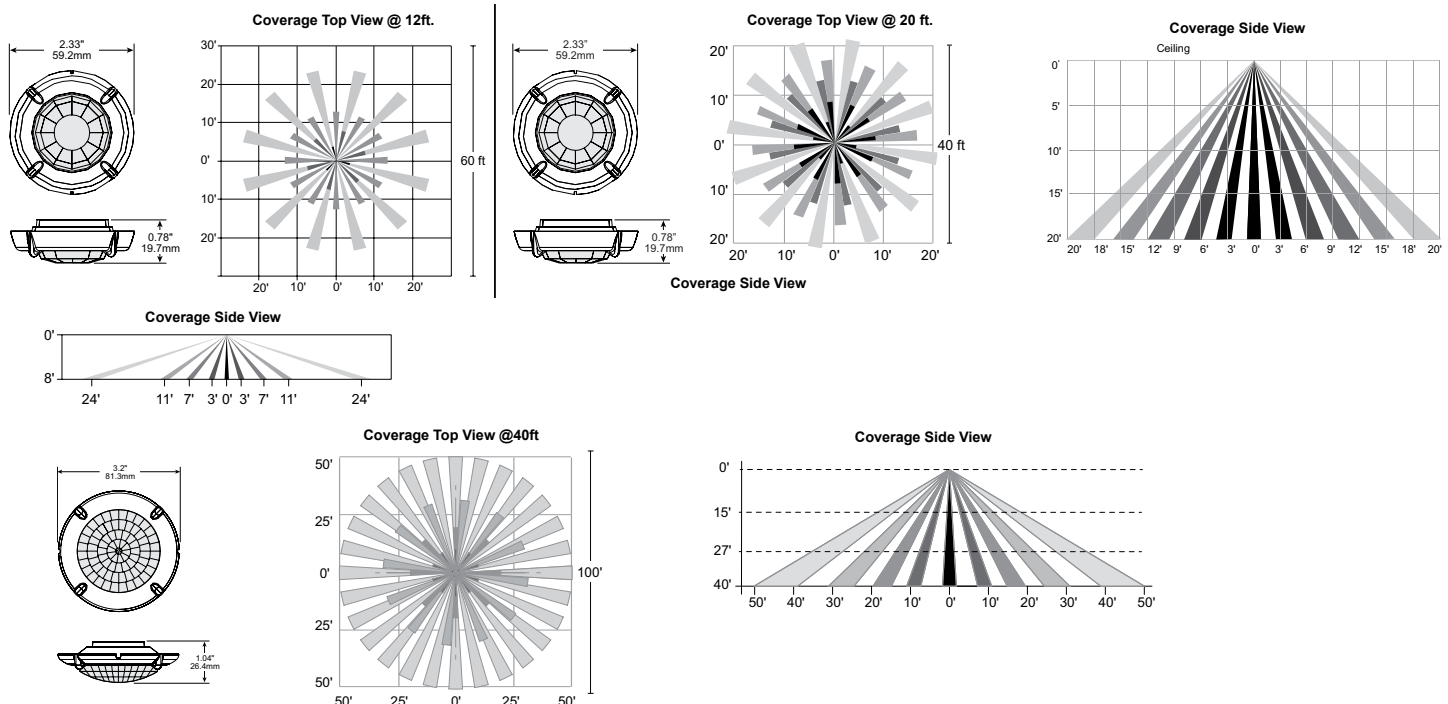 Coverage Top View @ 12ft.
2.33"
59.2mm
30'
20'
10'
0'
10'
20'
60 ft
20' 10' 0' 10' 20'
0.78"
19.7mm
Coverage Top View @ 20 ft.
2.33"
59.2mm
20'
10'
0'
10'
20'
40 ft
20' 10' 0' 10' 20'
0.78"
19.7mm
Coverage Side View
Coverage Side View
Ceiling
0'
5'
10'
15'
20'
20' 18' 15' 12' 9' 6' 3' 0' 3' 6' 9' 12' 15' 18' 20'
Coverage Side View
0'
8'
24' 11' 7' 3' 0' 3' 7' 11' 24'
3.2"
81.3mm
1.04"
26.4mm
Coverage Top View @40ft
50'
25'
0'
25'
50'
100'
50' 25' 0' 25' 50'
Coverage Side View
0'
15'
27'
40'
50' 40' 30' 20' 10' 0' 10' 20' 30' 40' 50'